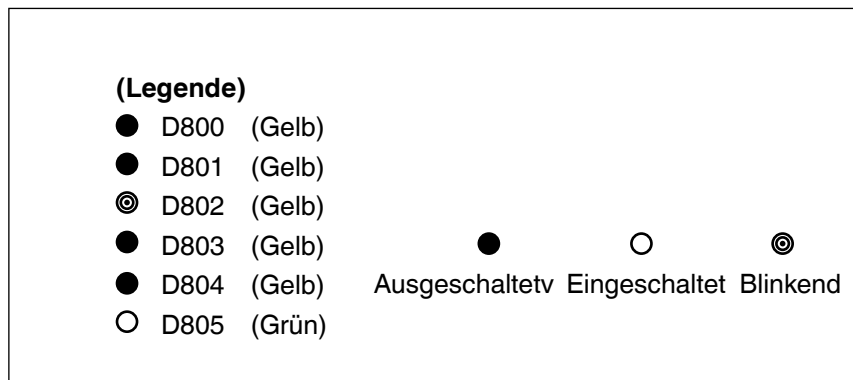 (Legende)
D800 (Gelb)
D801 (Gelb)
D802 (Gelb)
D803 (Gelb)
D804 (Gelb)
D805 (Grün)
Ausgeschaltetv Eingeschaltet Blinkend